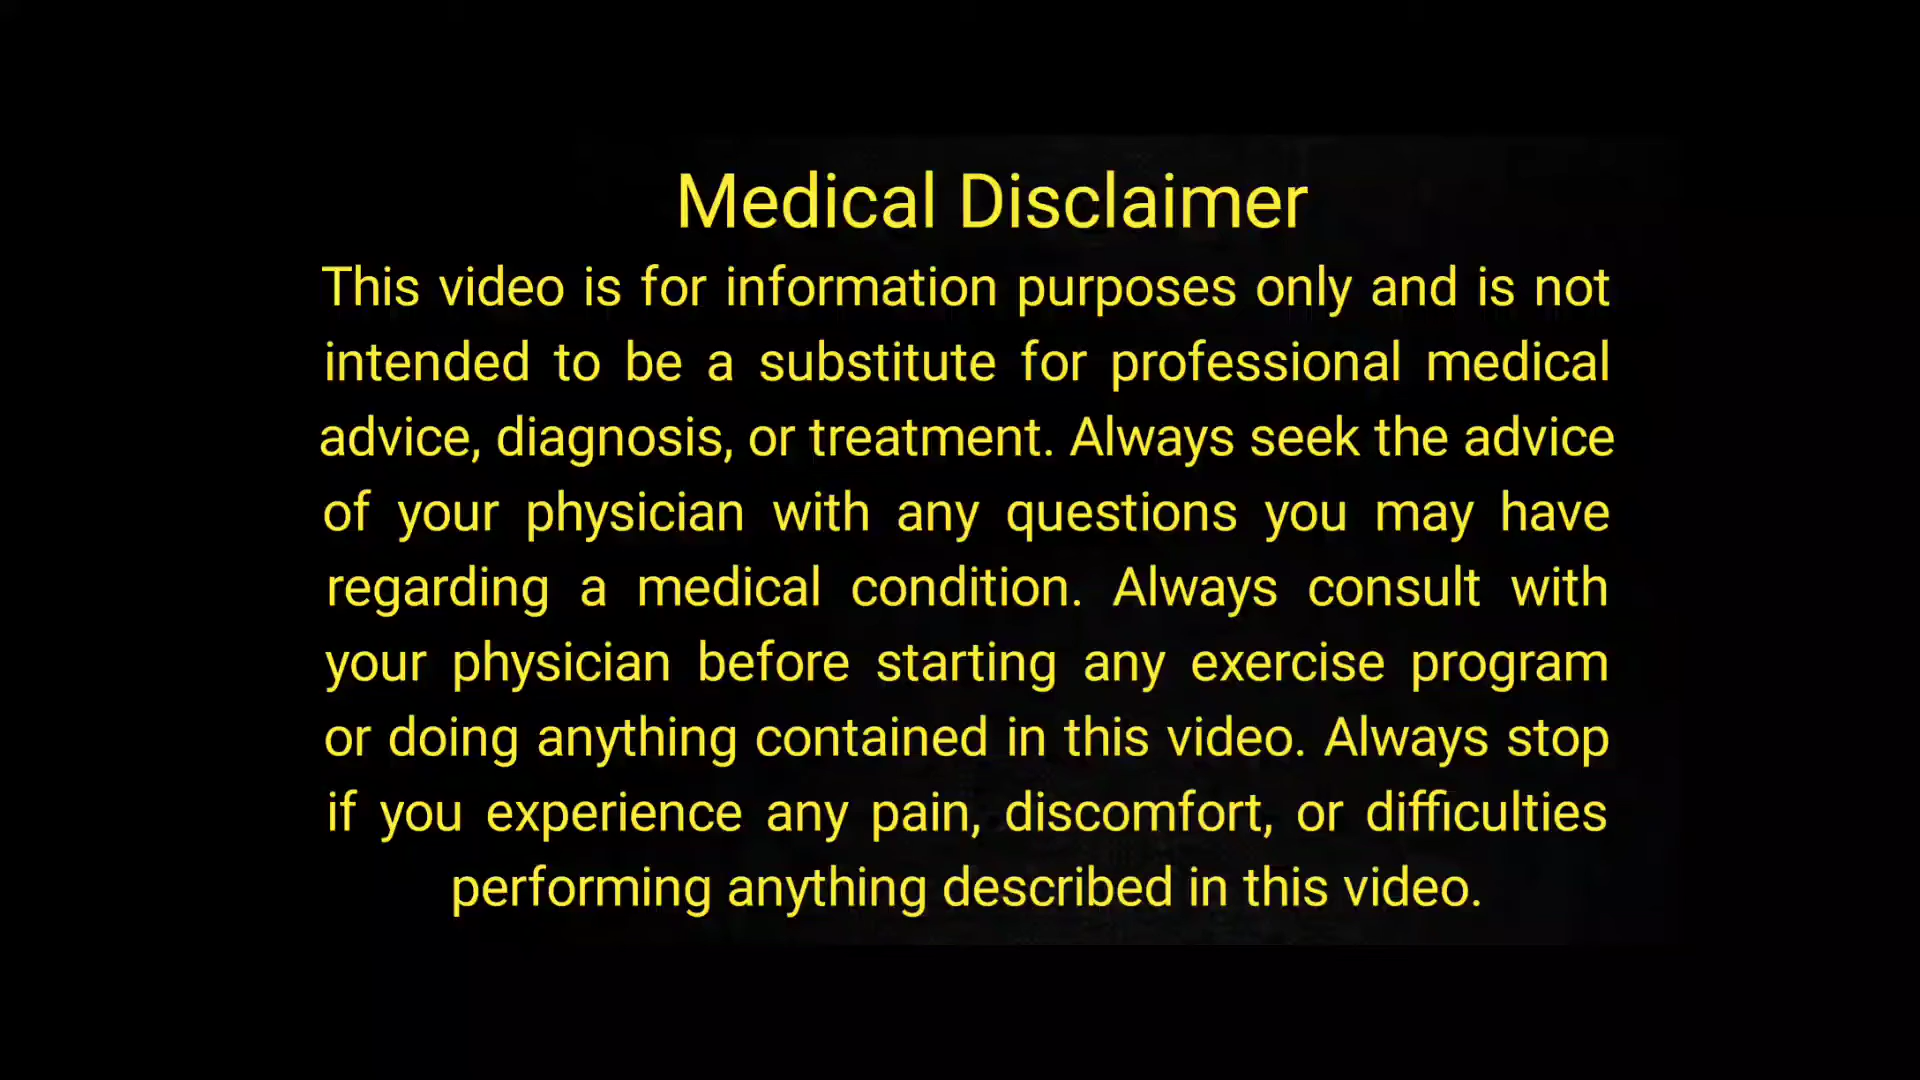 Medical Disclaimer
This video is for information purposes only and is not
intended to be a substitute for professional medical
advice, diagnosis, or treatment. Always seek the advice
of your physician with any questions you may have
regarding a medical condition. Always consult with
your physician before starting any exercise program
or doing anything contained in this video. Always stop
if you experience any pain, discomfort, or difficulties
performing anything described in this video.